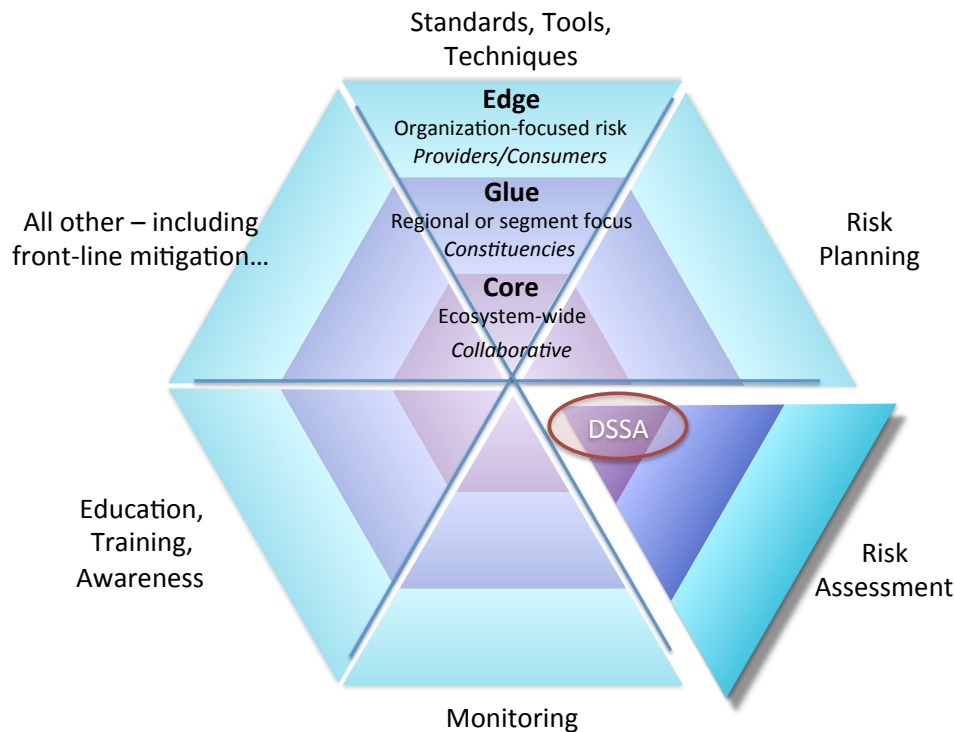 Standards, Tools,
Techniques
Edge
Organization-focused risk
Providers/Consumers
Glue
Regional or segment focus
Constituencies
Core
Ecosystem-wide
Collaborative
All other – including
front-line mitigation…
Risk
Planning
DSSA
Education,
Training,
Awareness
Risk
Assessment
Monitoring